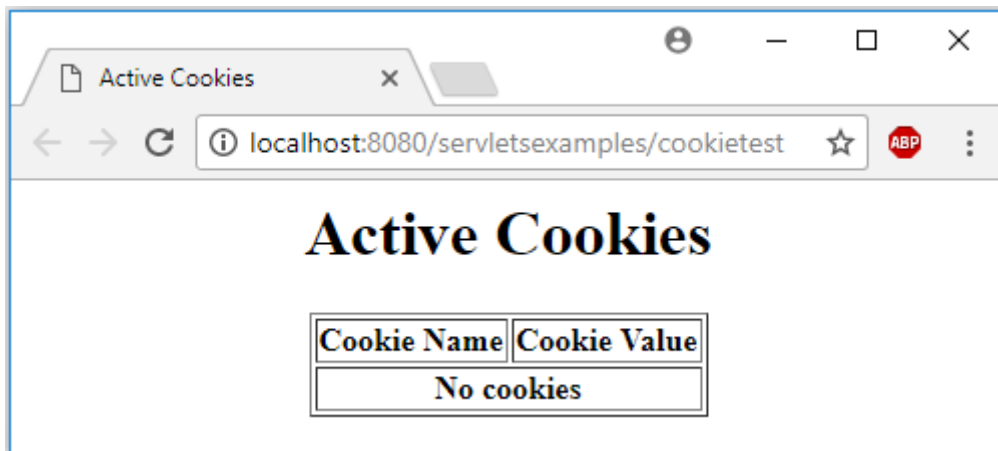 Active Cookies
localhost:8080/servletsexamples/cookietest
ABP
Active Cookies
Cookie Name Cookie Value
No cookies